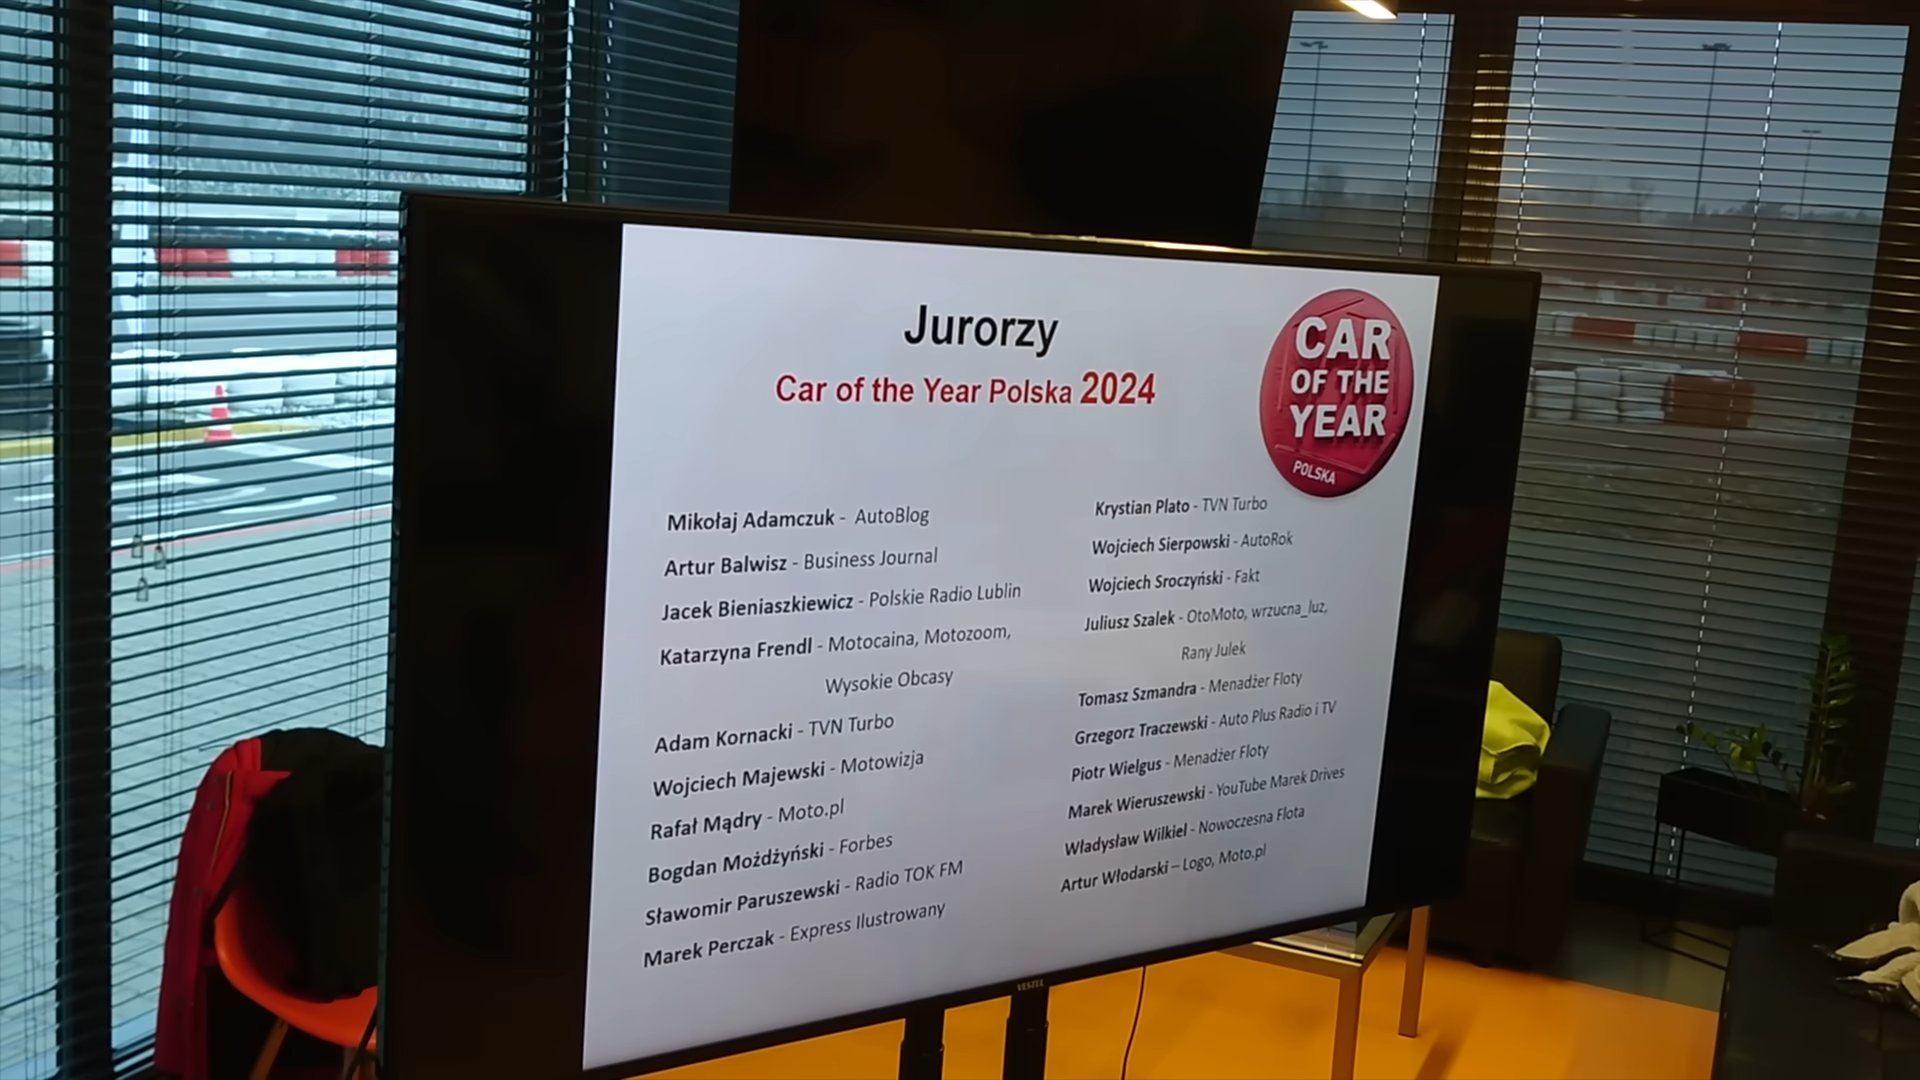 Jurorzy
Car of the Year Polska 2024
CAR
OF THE
YEAR
POLSKA
Mikołaj Adamczuk - AutoBlog
Artur Balwisz - Business Journal
Jacek Bieniaszkiewicz - Polskie Radio Lublin
Katarzyna Frendl - Motocaina, Motozoom,
Wysokie Obcasy
Adam Kornacki - TVN Turbo
Wojciech Majewski - Motowizja
Rafał Mądry - Moto.pl
Bogdan Możdżyński - Forbes
Sławomir Paruszewski - Radio TOK FM
Marek Perczak - Express Ilustrowany
Krystian Plato - TVN Turbo
Wojciech Sierpowski - AutoRok
Wojciech Sroczyński - Fakt
Juliusz Szalek - OtoMoto, wrzucna_luz,
Rany Julek
Tomasz Szmandra - Menadżer Floty
Grzegorz Traczewski - Auto Plus Radio i TV
Piotr Wielgus - Menadżer Floty
Marek Wieruszewski - YouTube Marek Drives
Władysław Wilkiel - Nowoczesna Flota
Artur Włodarski – Logo, Moto.pl
VESTEL